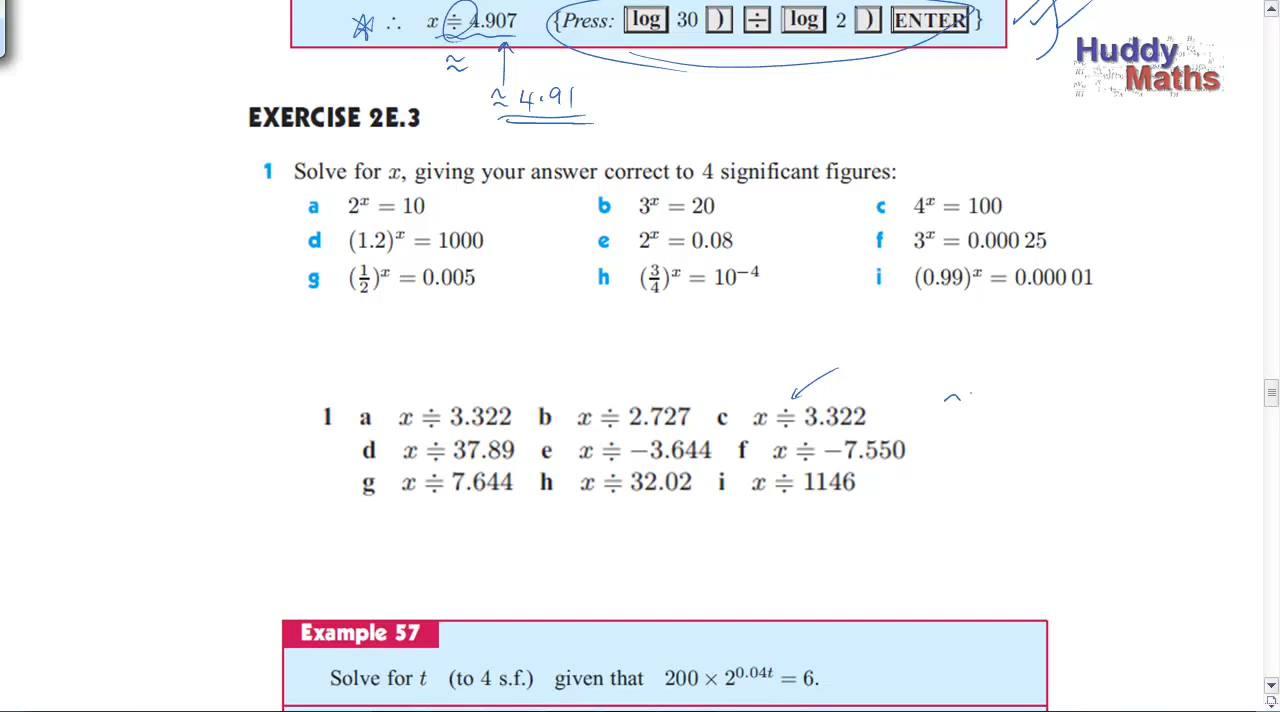 ∴ x ≑ 4.907 {Press: log 30 ) ÷ log 2 ) ENTER }
≈
≈ 4.91
Huddy
Maths
EXERCISE 2E.3
1 Solve for x, giving your answer correct to 4 significant figures:
a 2^x = 10 b 3^x = 20 c 4^x = 100
d (1.2)^x = 1000 e 2^x = 0.08 f 3^x = 0.000 25
g (1/2)^x = 0.005 h (3/4)^x = 10^-4 i (0.99)^x = 0.000 01
1 a x ≑ 3.322 b x ≑ 2.727 c x ≑ 3.322
d x ≑ 37.89 e x ≑ -3.644 f x ≑ -7.550
g x ≑ 7.644 h x ≑ 32.02 i x ≑ 1146
Example 57
Solve for t (to 4 s.f.) given that 200 × 2^0.04t = 6.